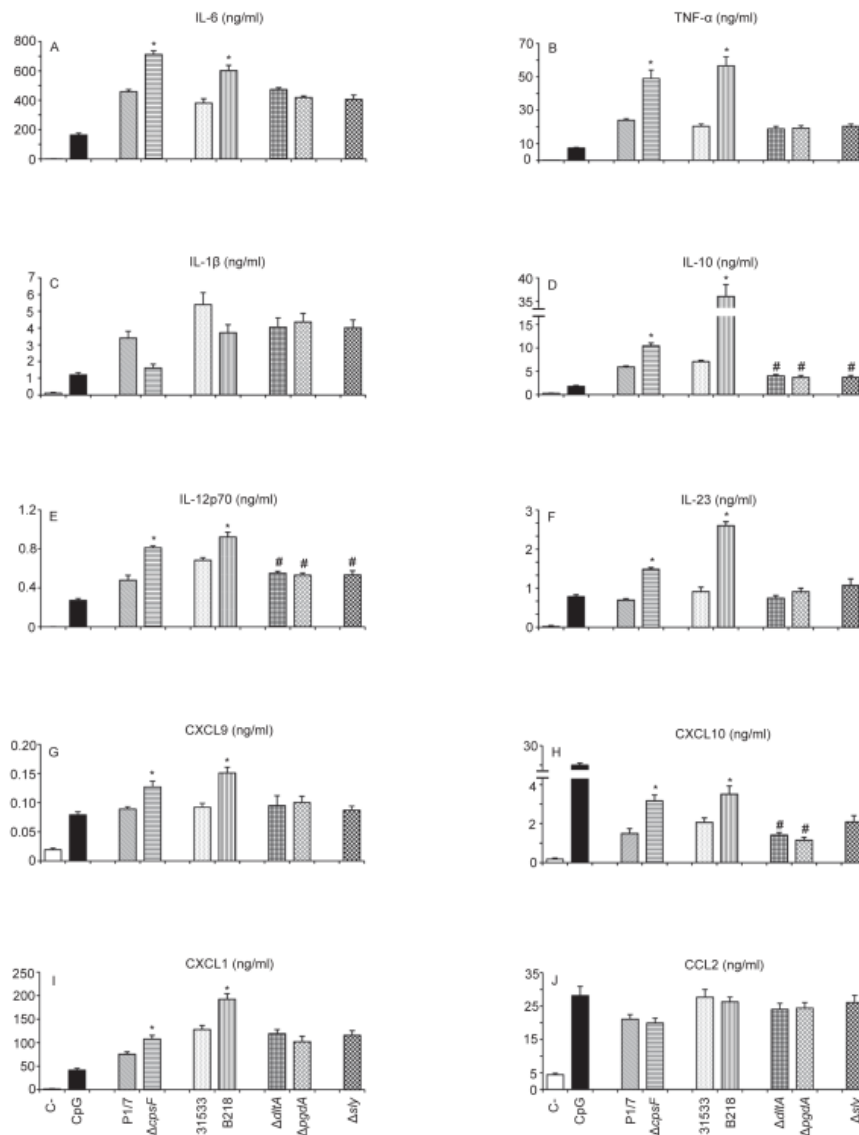 IL-6 (ng/ml)
A
800
600
400
200
0
*
*
TNF-α (ng/ml)
B
70
50
30
10
0
*
*
IL-1β (ng/ml)
C
7
6
5
4
3
2
1
0
IL-10 (ng/ml)
D
40
35
15
10
5
0
*
*
# # #
IL-12p70 (ng/ml)
E
1.2
0.8
0.4
0
*
*
# # #
IL-23 (ng/ml)
F
3
2
2
1
1
0
*
*
CXCL9 (ng/ml)
G
0.20
0.15
0.10
0.05
0
*
*
CXCL10 (ng/ml)
H
30
4
2
0
*
*
# #
CXCL1 (ng/ml)
I
250
200
150
100
50
0
*
*
CCL2 (ng/ml)
J
35
25
15
5
0
C- CpG P1/7 ΔcpsF 31533 B218 ΔdltA ΔpgdA Δsly
C- CpG P1/7 ΔcpsF 31533 B218 ΔdltA ΔpgdA Δsly